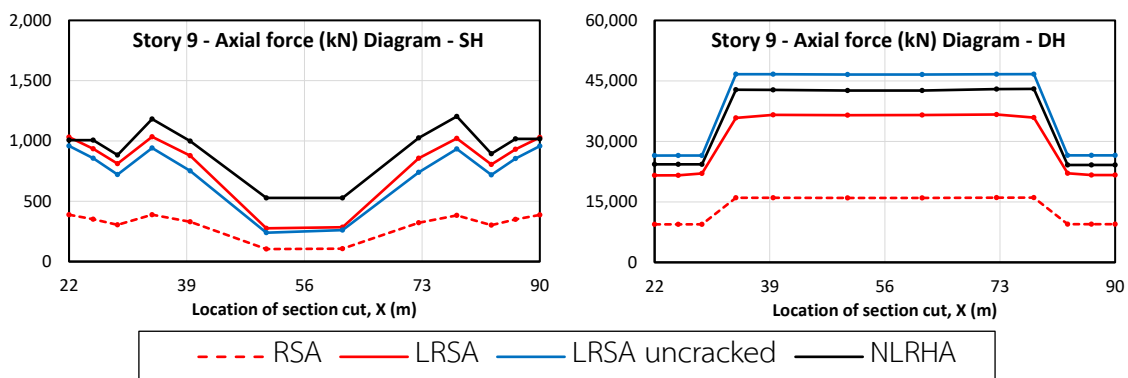 Story 9 - Axial force (kN) Diagram - SH
2,000
1,500
1,000
500
0
22 39 56 73 90
Location of section cut, X (m)
Story 9 - Axial force (kN) Diagram - DH
60,000
45,000
30,000
15,000
0
22 39 56 73 90
Location of section cut, X (m)
RSA LRSA LRSA uncracked NLRHA